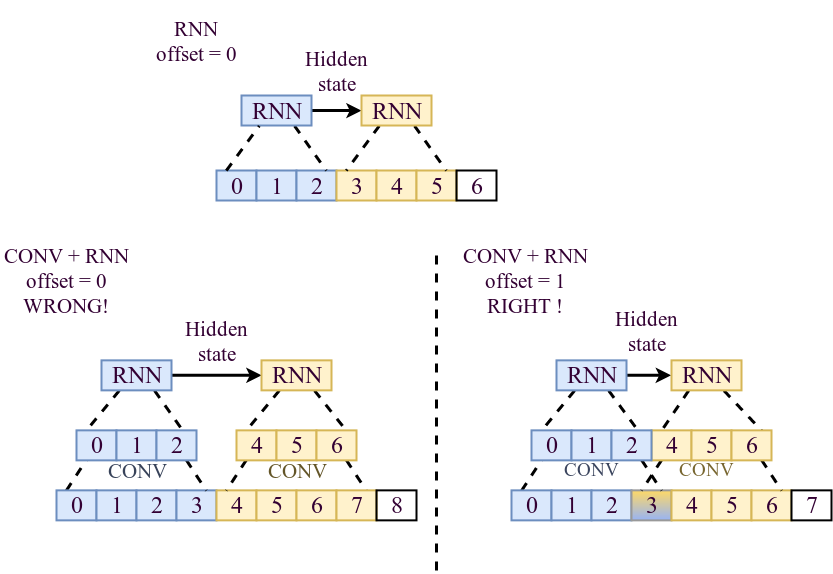 RNN
offset = 0
Hidden
state
RNN RNN
0 1 2 3 4 5 6
CONV + RNN
offset = 0
WRONG!
Hidden
state
RNN RNN
0 1 2 4 5 6
CONV CONV
0 1 2 3 4 5 6 7 8
CONV + RNN
offset = 1
RIGHT !
Hidden
state
RNN RNN
0 1 2 4 5 6
CONV CONV
0 1 2 3 4 5 6 7